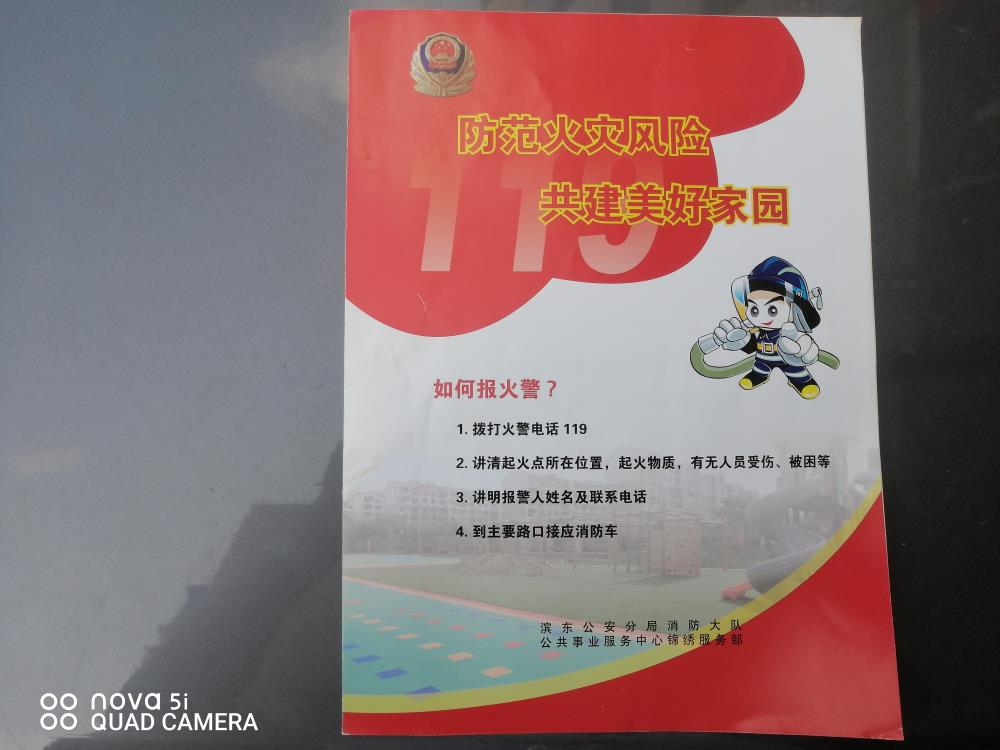 防范火灾风险
共建美好家园
119
如何报火警？
1. 拨打火警电话 119
2. 讲清起火点所在位置，起火物质，有无人员受伤、被困等
3. 讲明报警人姓名及联系电话
4. 到主要路口接应消防车
滨东公安分局消防大队
公共事业服务中心锦绣服务部
nova 5i
QUAD CAMERA